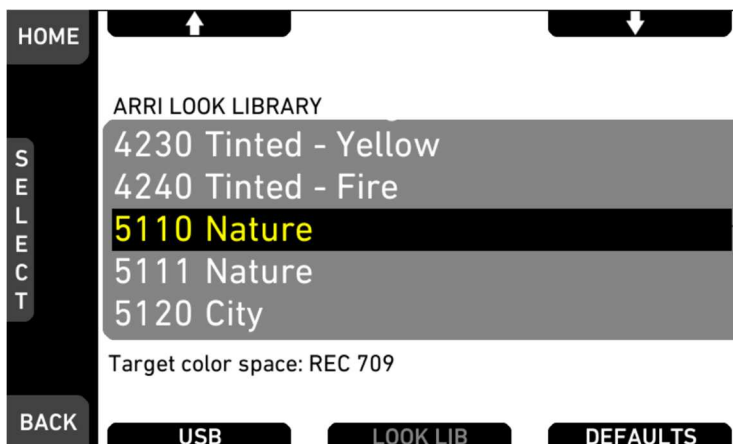 HOME
ARRI LOOK LIBRARY
4230 Tinted - Yellow
4240 Tinted - Fire
SELECT
5110 Nature
5111 Nature
5120 City
Target color space: REC 709
BACK
USB
LOOK LIB
DEFAULTS